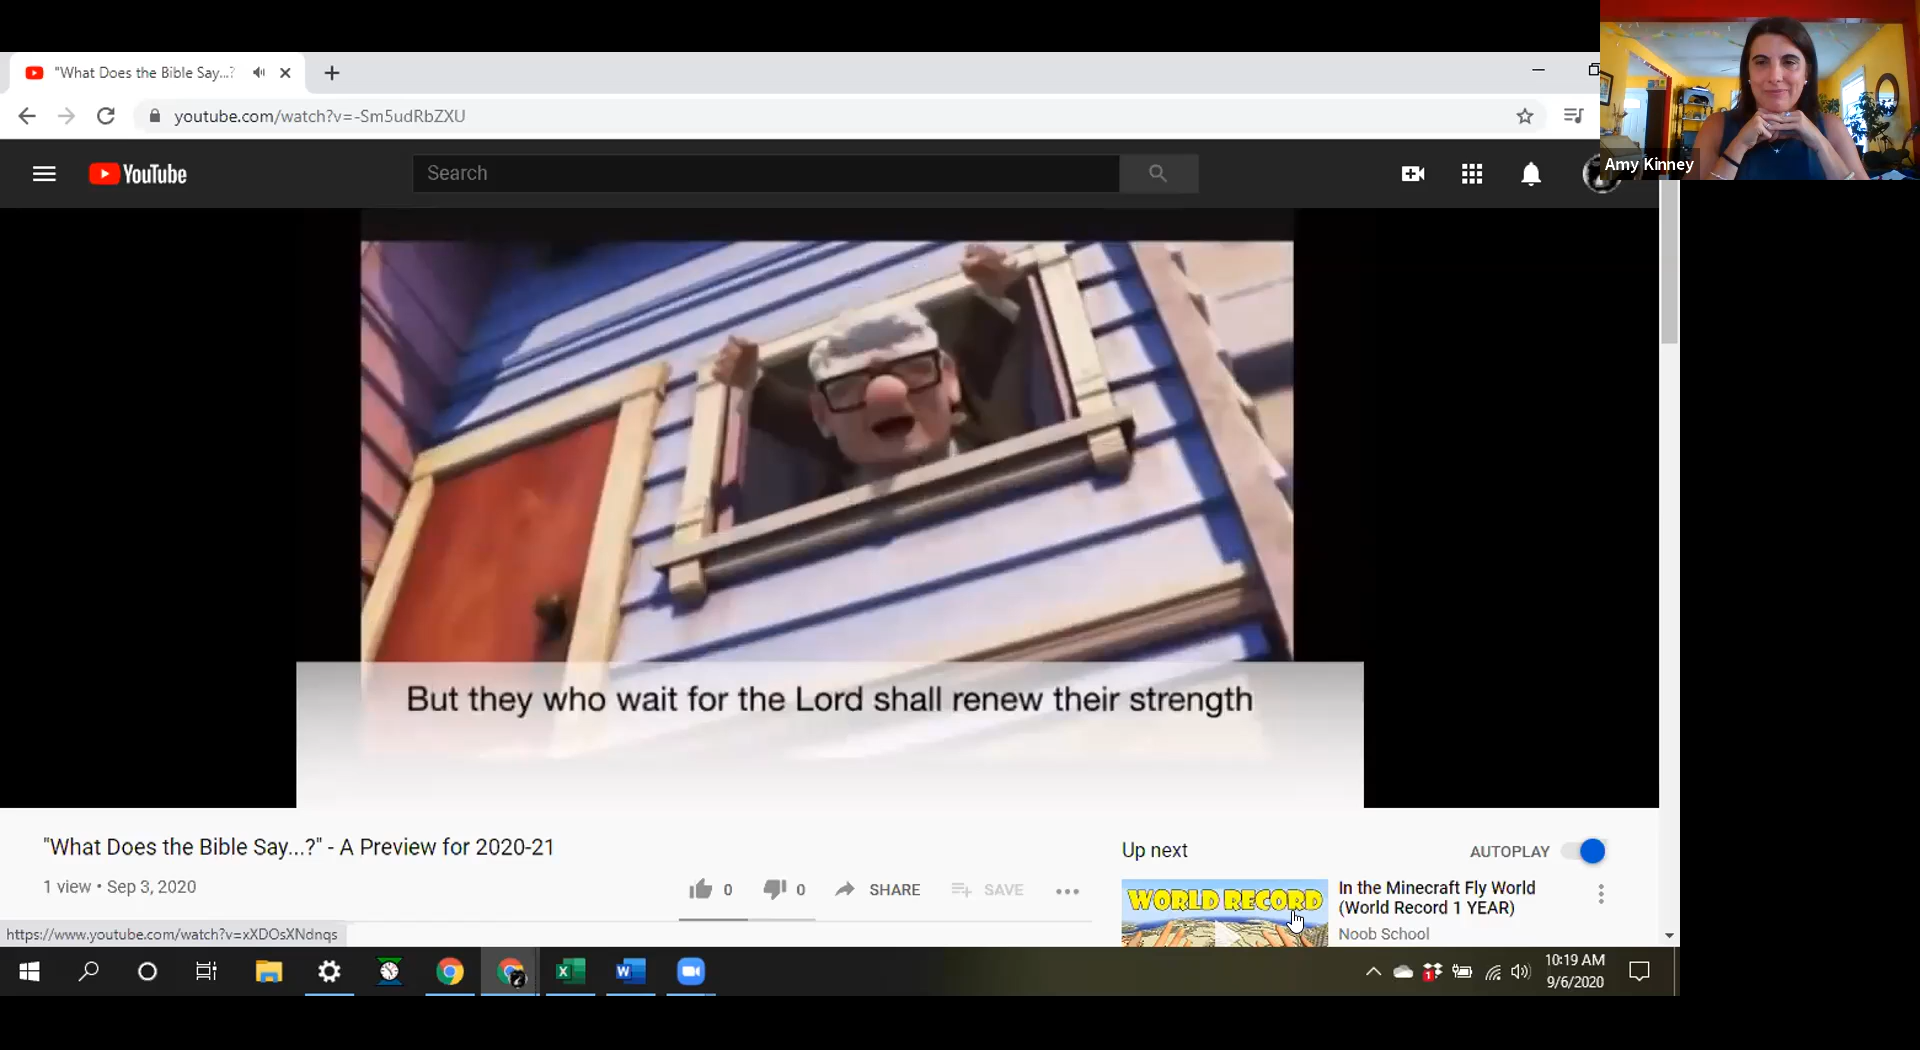 "What Does the Bible Say...?
youtube.com/watch?v=-Sm5udRbZXU
YouTube
Search
Amy Kinney
But they who wait for the Lord shall renew their strength
"What Does the Bible Say...?" - A Preview for 2020-21
1 view • Sep 3, 2020
0
0
SHARE
SAVE
Up next
AUTOPLAY
WORLD RECORD
In the Minecraft Fly World
(World Record 1 YEAR)
Noob School
https://www.youtube.com/watch?v=xXDOsXNdnqs
10:19 AM
9/6/2020